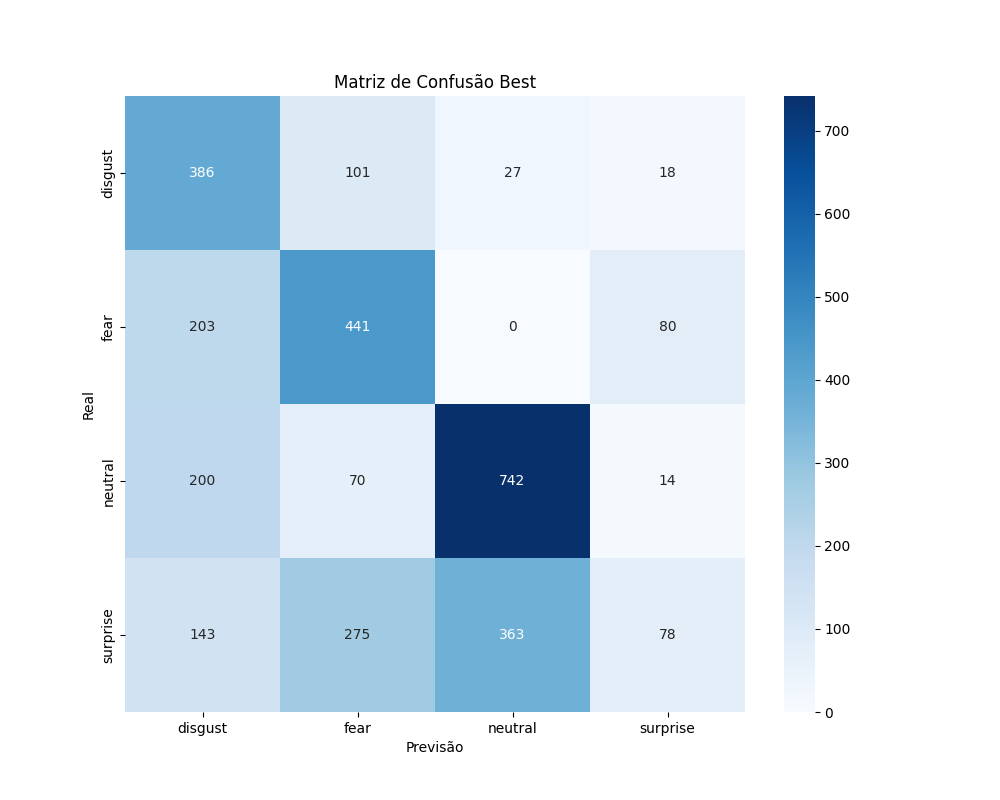 Matriz de Confusão Best
Real
disgust
386 101 27 18
fear
203 441 0 80
neutral
200 70 742 14
surprise
143 275 363 78
disgust fear neutral surprise
Previsão
700
600
500
400
300
200
100
0